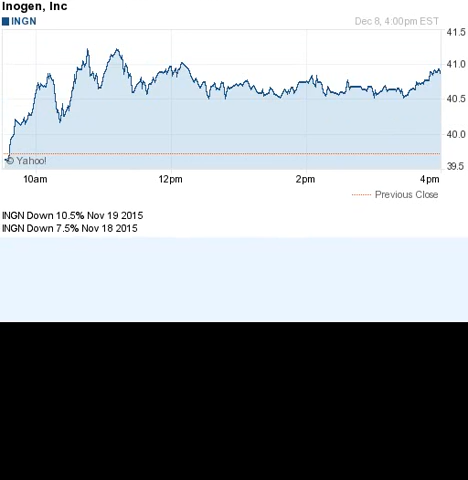 Inogen, Inc
INGN
Dec 8, 4:00pm EST
41.5
41.0
40.5
40.0
39.5
© Yahoo!
10am
12pm
2pm
4pm
Previous Close
INGN Down 10.5% Nov 19 2015
INGN Down 7.5% Nov 18 2015